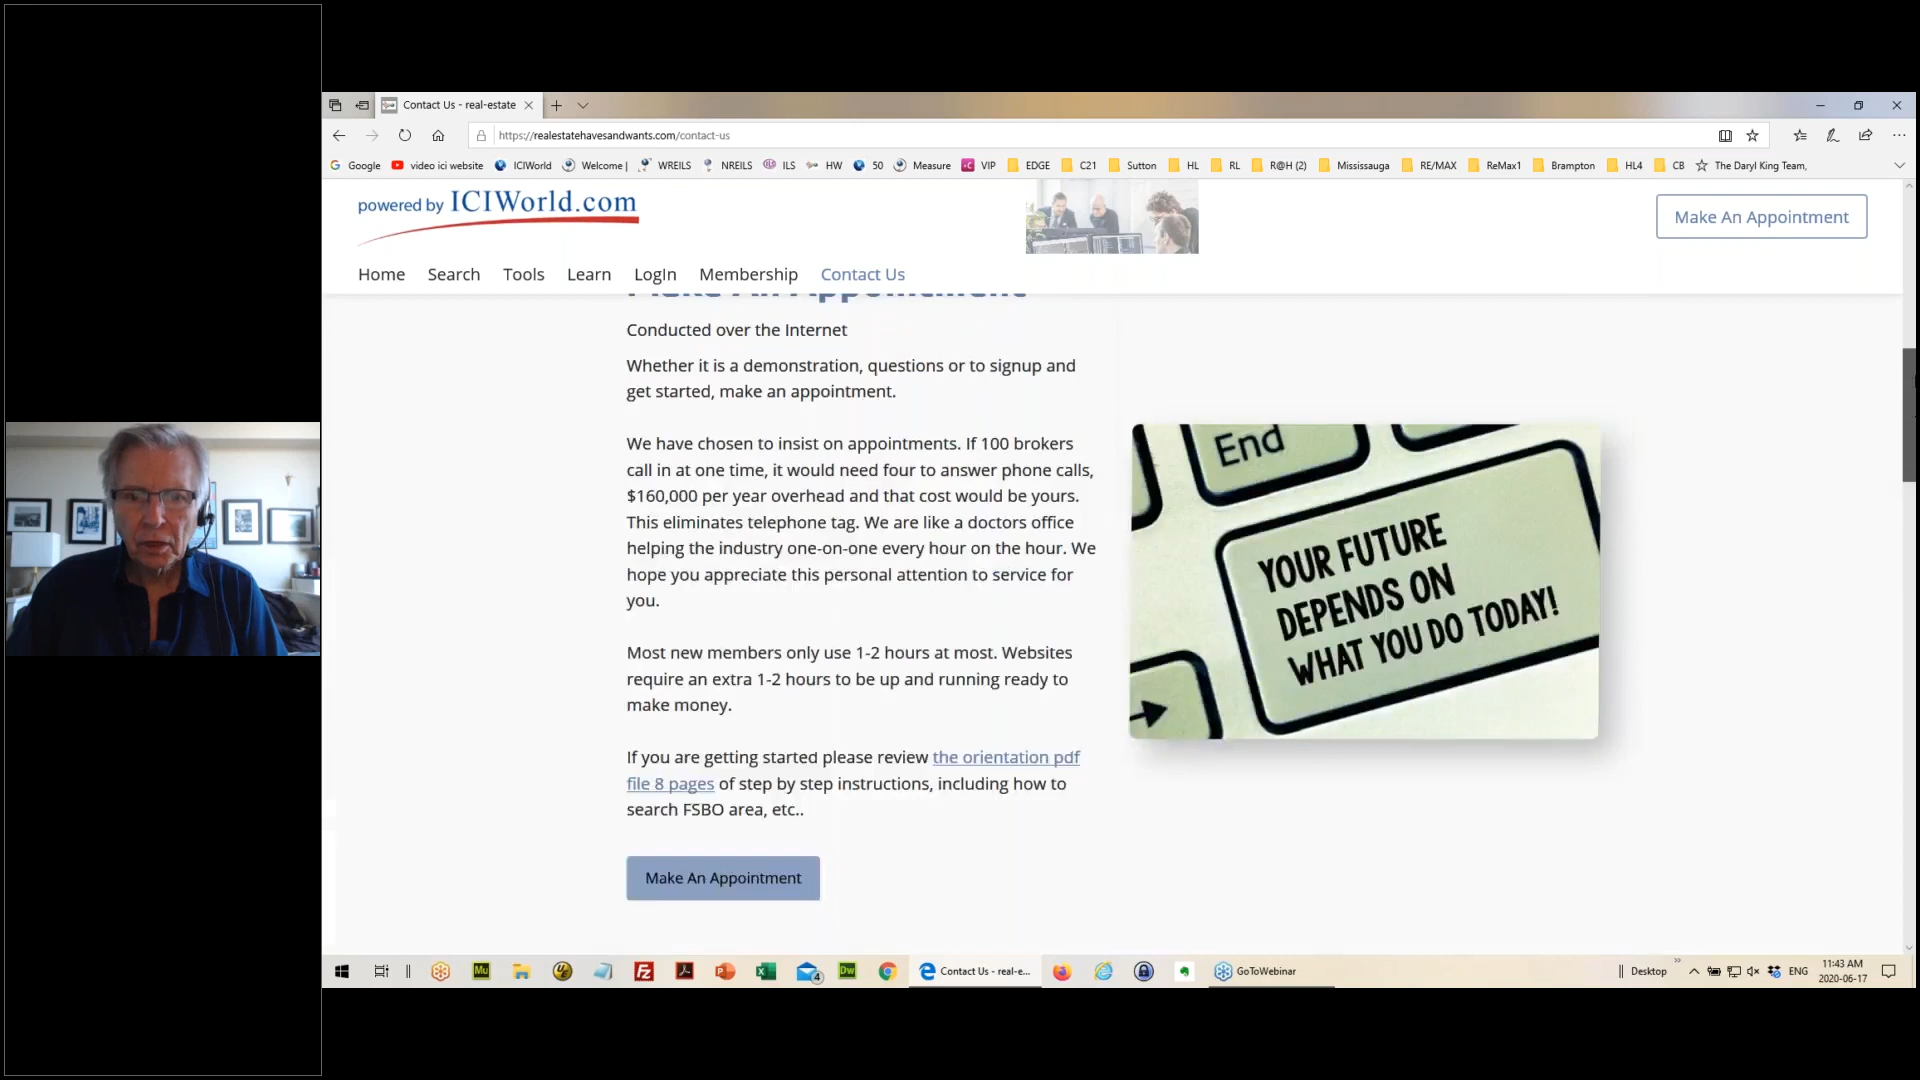 Contact Us - real-estate
https://realestatehavesandwants.com/contact-us
Google video ici website ICIWorld Welcome | WREILS NREILS ILS HW 50 Measure VIP EDGE C21 Sutton HL RL R@H (2) Mississauga RE/MAX ReMax1 Brampton HL4 CB The Daryl King Team,
powered by ICIWorld.com
Make An Appointment
Home Search Tools Learn LogIn Membership Contact Us
Make An Appointment
Conducted over the Internet
Whether it is a demonstration, questions or to signup and
get started, make an appointment.
We have chosen to insist on appointments. If 100 brokers
call in at one time, it would need four to answer phone calls,
$160,000 per year overhead and that cost would be yours.
This eliminates telephone tag. We are like a doctors office
helping the industry one-on-one every hour on the hour. We
hope you appreciate this personal attention to service for
you.
Most new members only use 1-2 hours at most. Websites
require an extra 1-2 hours to be up and running ready to
make money.
If you are getting started please review the orientation pdf
file 8 pages of step by step instructions, including how to
search FSBO area, etc..
Make An Appointment
End
YOUR FUTURE
DEPENDS ON
WHAT YOU DO TODAY!
Mu
Fz
4
Dw
Contact Us - real-e...
GoToWebinar
Desktop
ENG
11:43 AM
2020-06-17